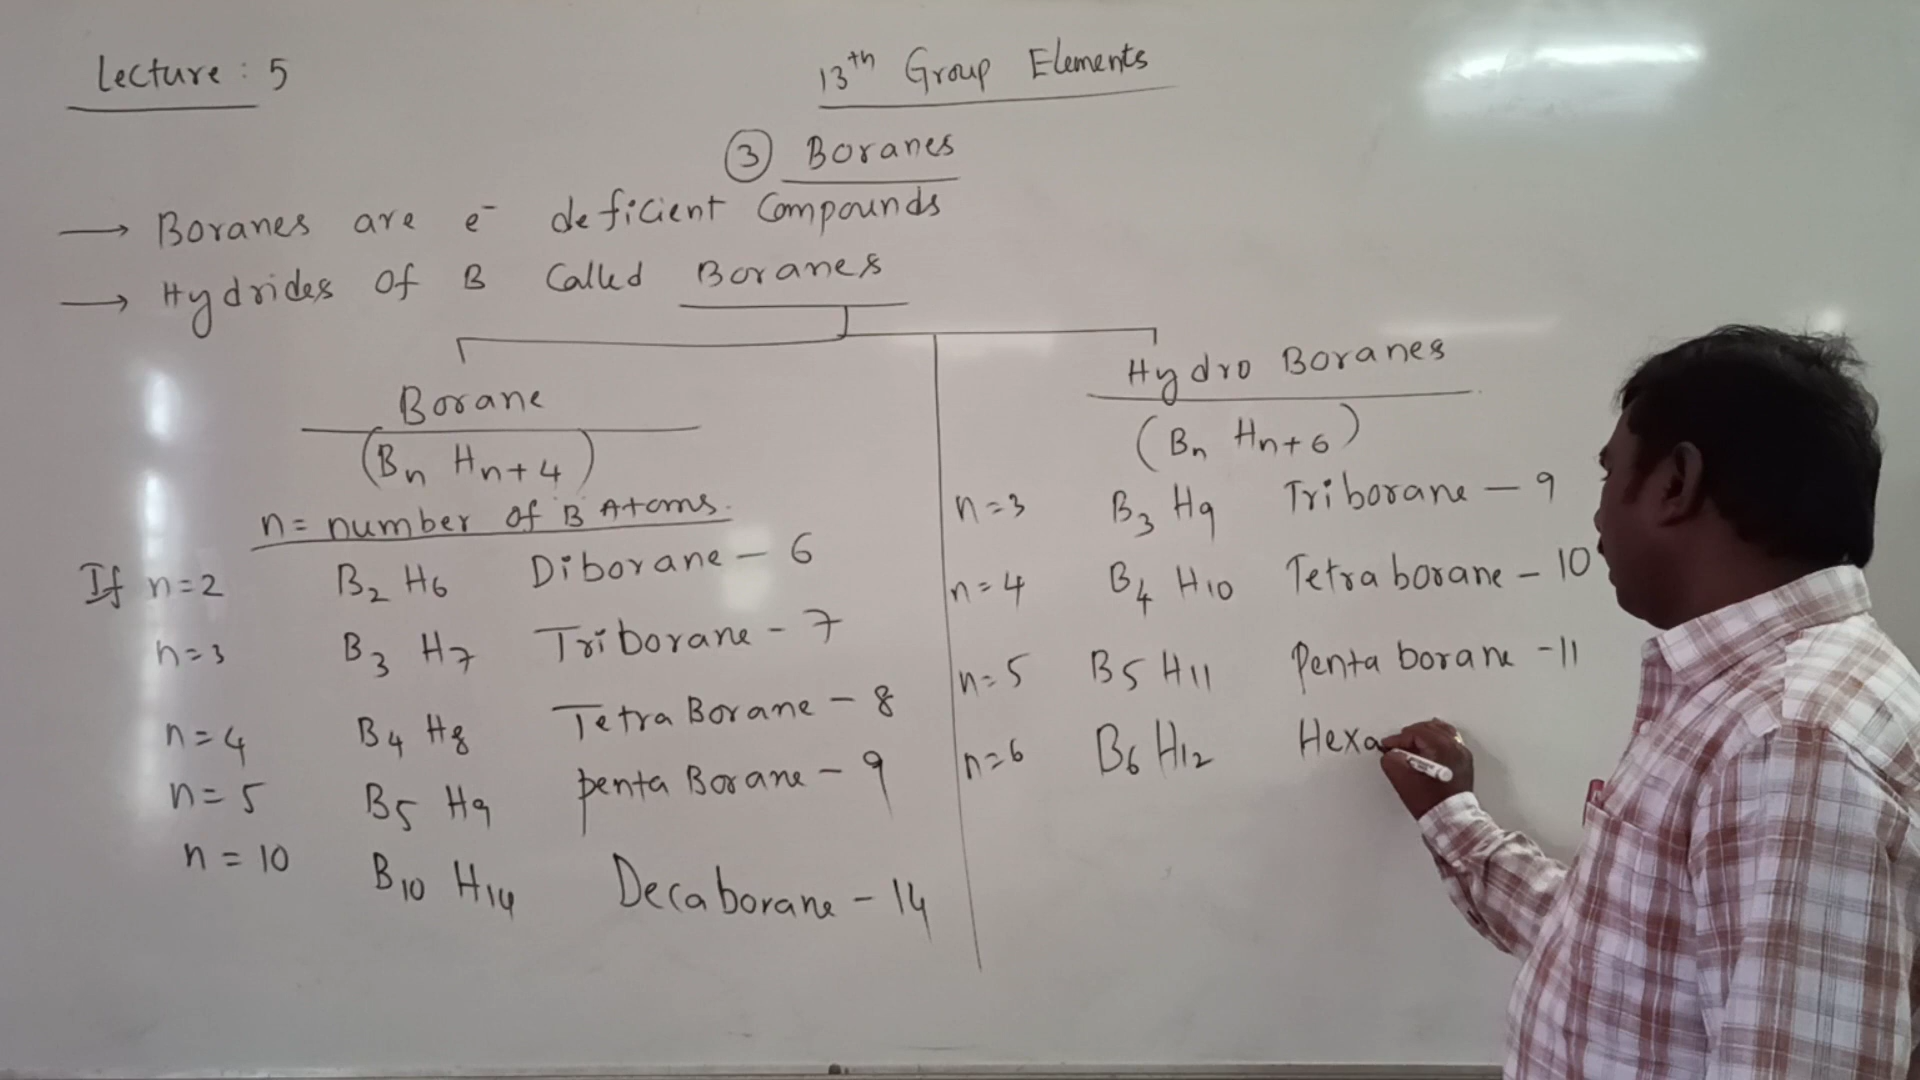 Lecture : 5
13th Group Elements
③ Boranes
→ Boranes are e⁻ deficient Compounds
→ Hydrides Of B Called Boranes
Borane
(Bn Hn+4)
n = number of B Atoms.
If n=2 B2 H6 Diborane – 6
n=3 B3 H7 Triborane – 7
n=4 B4 H8 Tetra Borane – 8
n=5 B5 H9 penta Borane – 9
n=10 B10 H14 Decaborane – 14
Hydro Boranes
(Bn Hn+6)
n=3 B3 H9 Triborane – 9
n=4 B4 H10 Tetra borane – 10
n=5 B5 H11 Penta borane – 11
n=6 B6 H12 Hexa